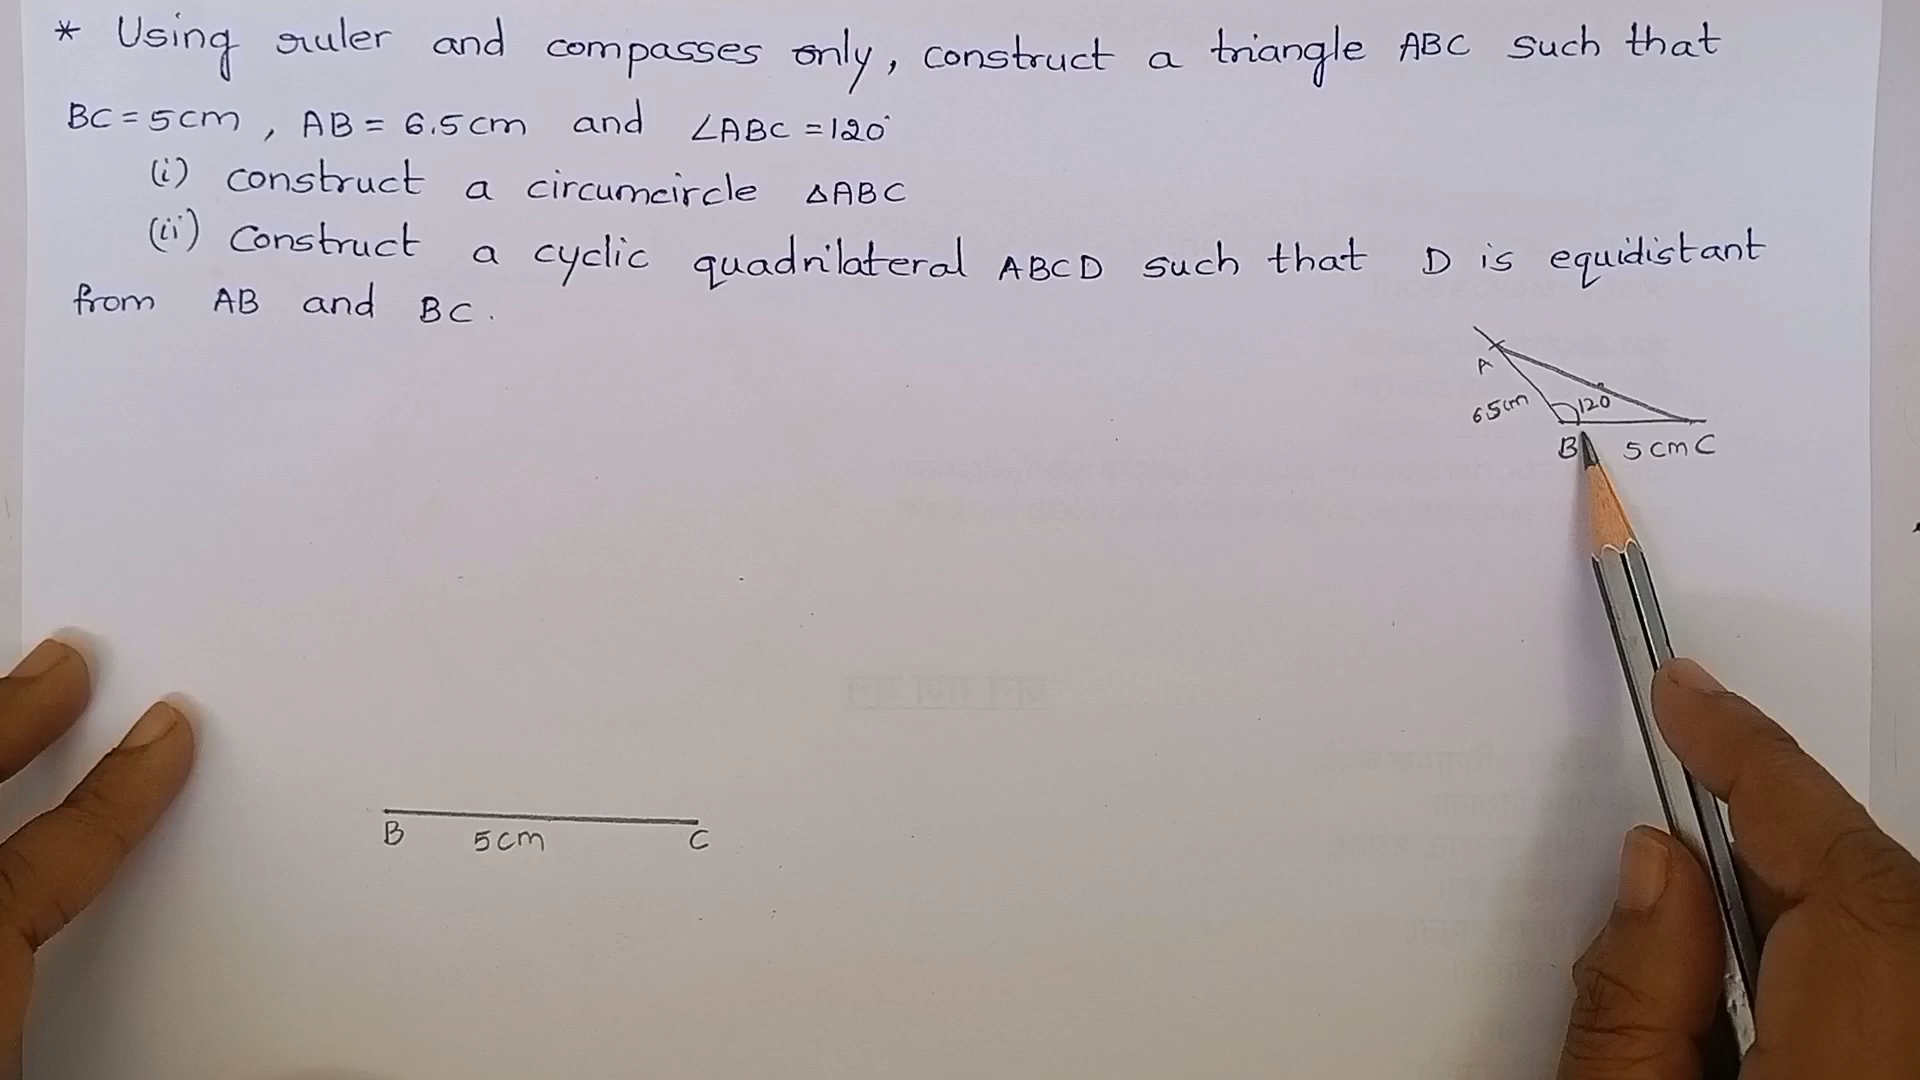 * Using ruler and compasses only, construct a triangle ABC such that
BC = 5cm, AB = 6.5cm and ∠ABC = 120°
(i) construct a circumcircle ΔABC
(ii) Construct a cyclic quadrilateral ABCD such that D is equidistant
from AB and BC.
A
6.5cm 120
B 5cm C
B 5cm C